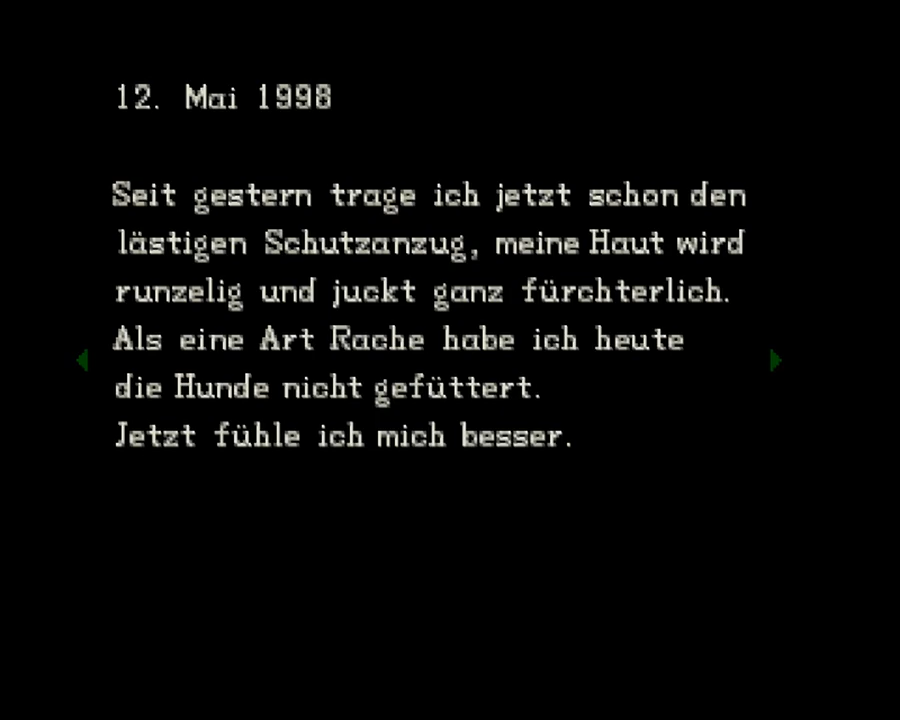 12. Mai 1998
Seit gestern trage ich jetzt schon den
lästigen Schutzanzug, meine Haut wird
runzelig und juckt ganz fürchterlich.
Als eine Art Rache habe ich heute
die Hunde nicht gefüttert.
Jetzt fühle ich mich besser.